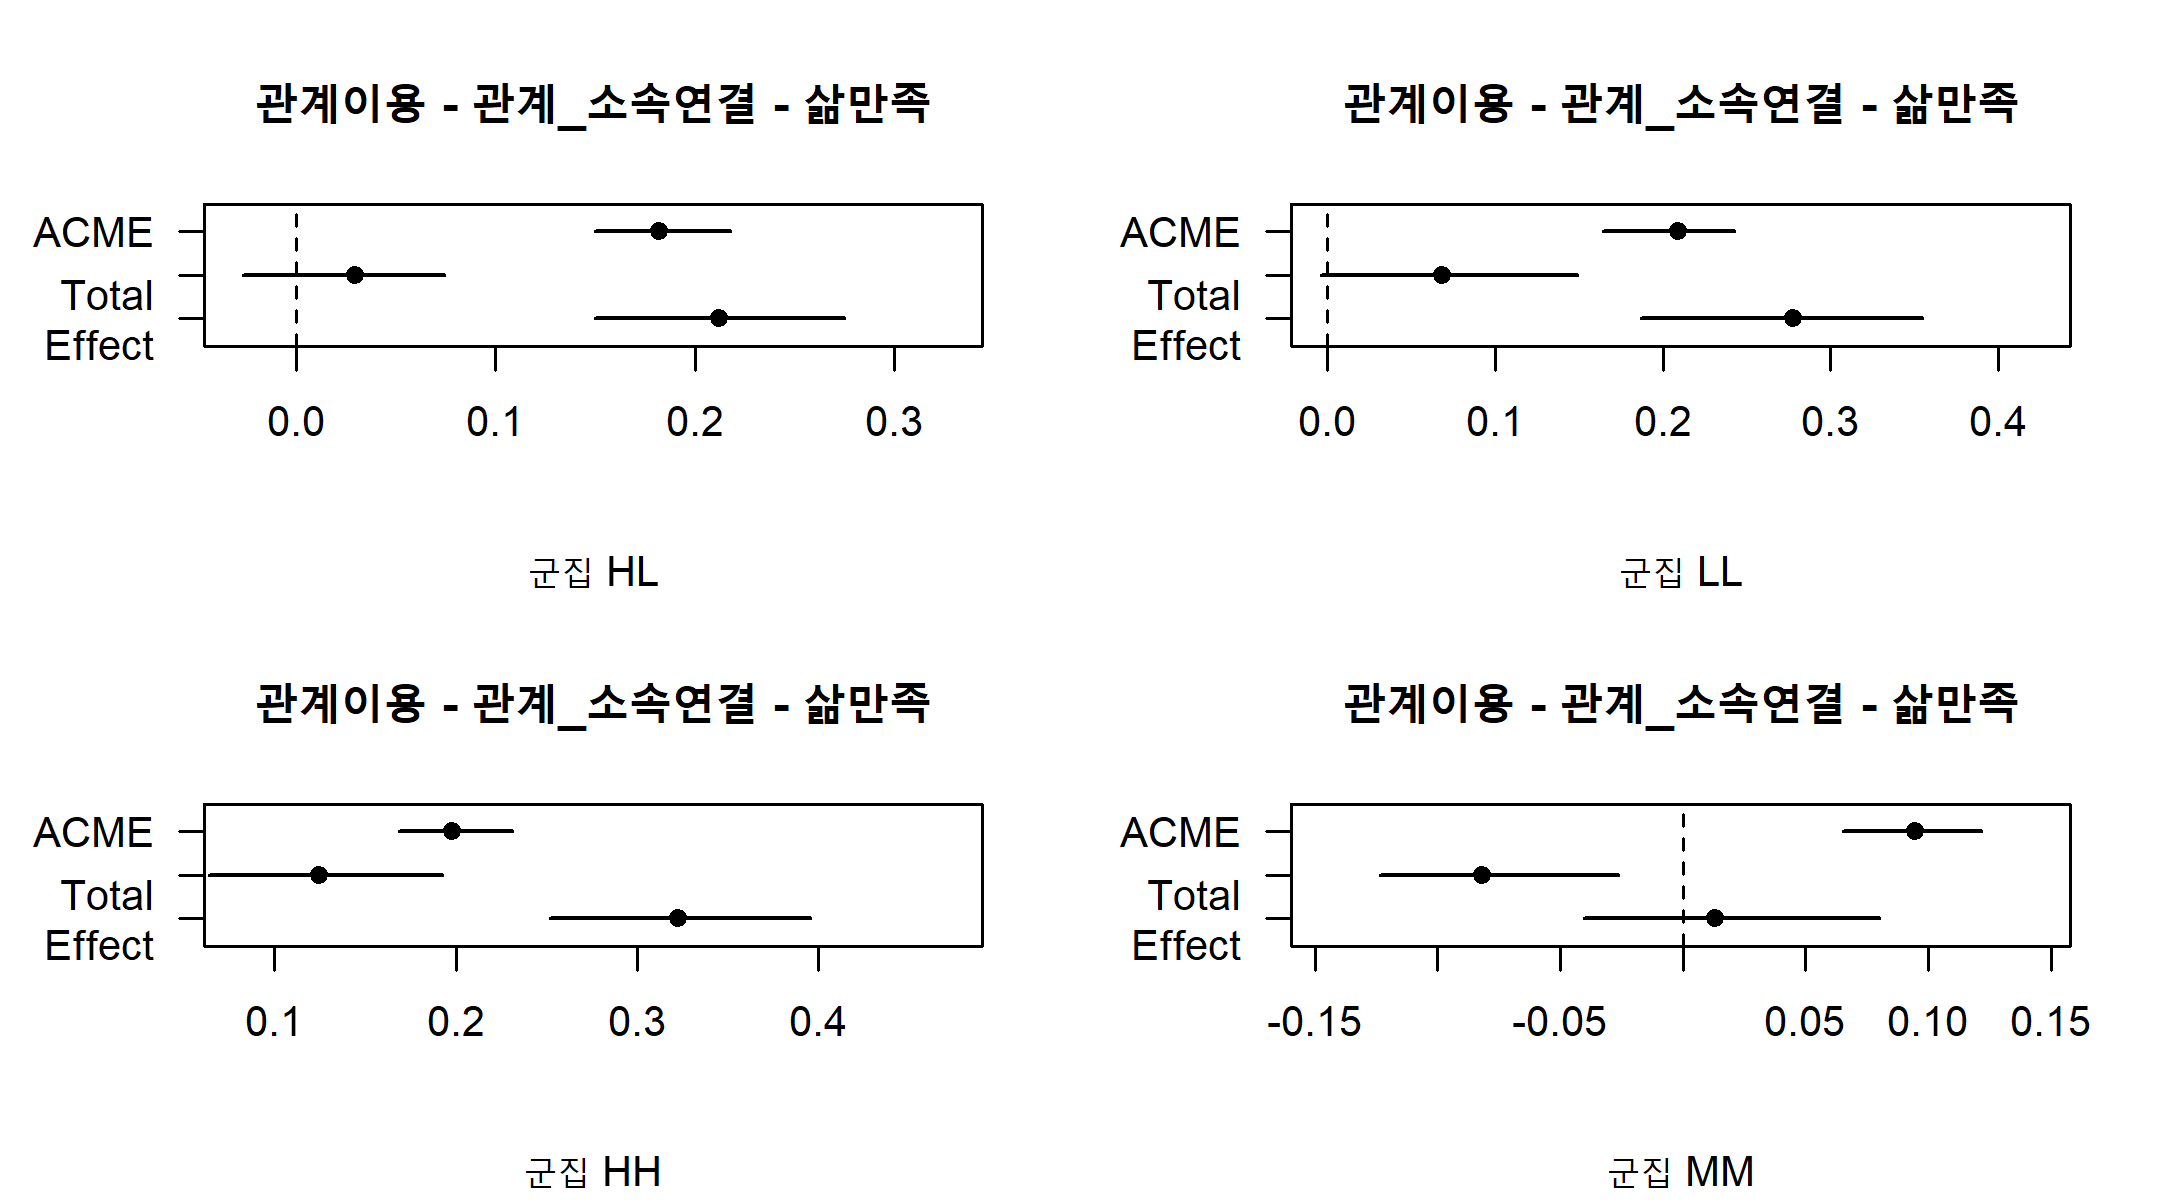 관계이용 - 관계_소속연결 - 삶만족
ACME
Total
Effect
0.0 0.1 0.2 0.3
군집 HL
관계이용 - 관계_소속연결 - 삶만족
ACME
Total
Effect
0.0 0.1 0.2 0.3 0.4
군집 LL
관계이용 - 관계_소속연결 - 삶만족
ACME
Total
Effect
0.1 0.2 0.3 0.4
군집 HH
관계이용 - 관계_소속연결 - 삶만족
ACME
Total
Effect
-0.15 -0.05 0.05 0.10 0.15
군집 MM